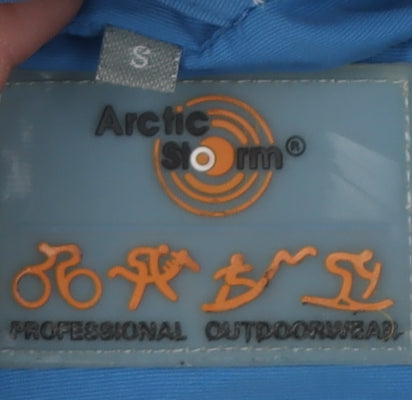 S
Arctic
Storm®
PROFESSIONAL OUTDOORWEAR